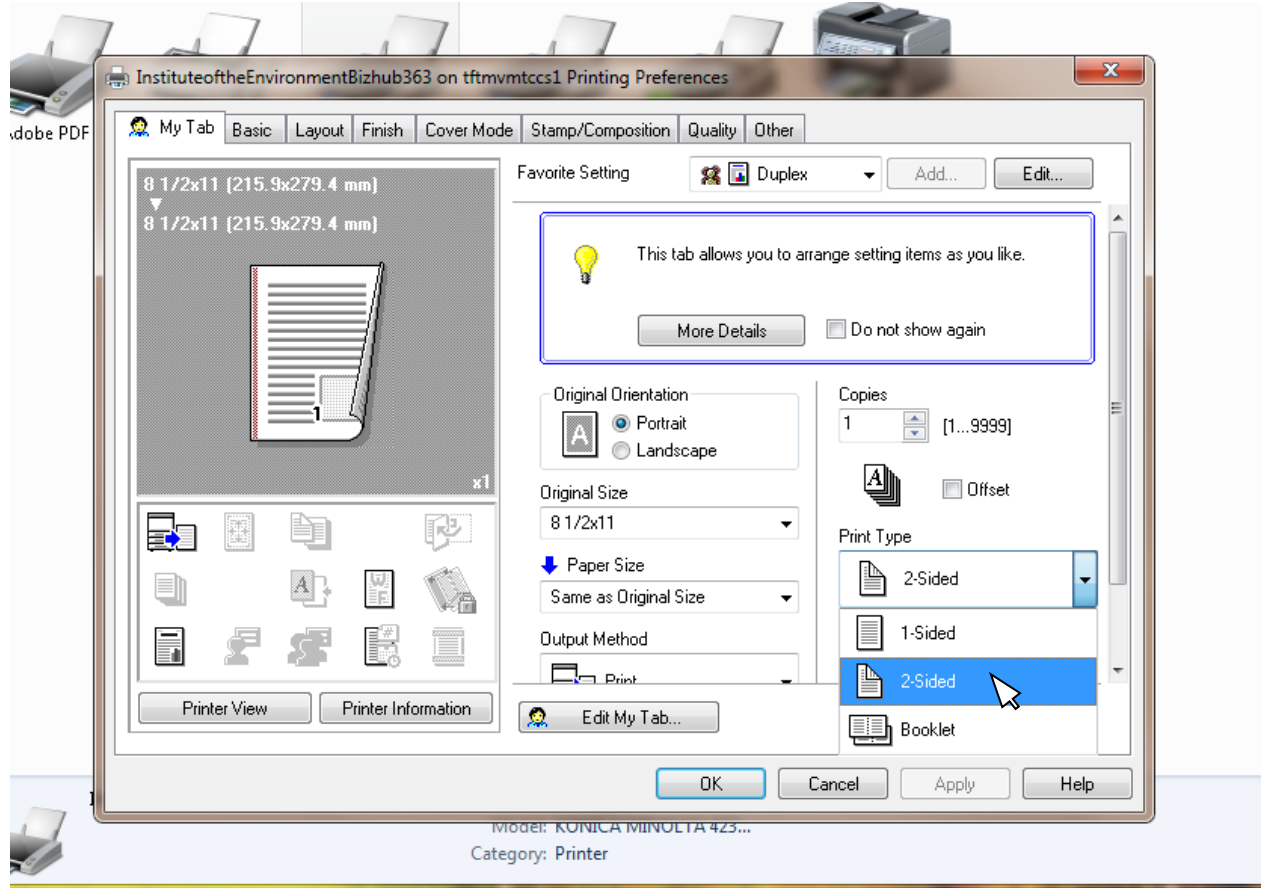 Adobe PDF
InstituteoftheEnvironmentBizhub363 on tftmvmtccs1 Printing Preferences
My Tab
Basic
Layout
Finish
Cover Mode
Stamp/Composition
Quality
Other
8 1/2x11 (215.9x279.4 mm)
8 1/2x11 (215.9x279.4 mm)
1
x1
Printer View
Printer Information
Favorite Setting
Duplex
Add...
Edit...
This tab allows you to arrange setting items as you like.
More Details
Do not show again
Original Orientation
A
Portrait
Landscape
Original Size
8 1/2x11
Paper Size
Same as Original Size
Output Method
Print
Edit My Tab...
Copies
1
[1...9999]
A
Offset
Print Type
2-Sided
1-Sided
2-Sided
Booklet
OK
Cancel
Apply
Help
Model: KONICA MINOLTA 423...
Category: Printer